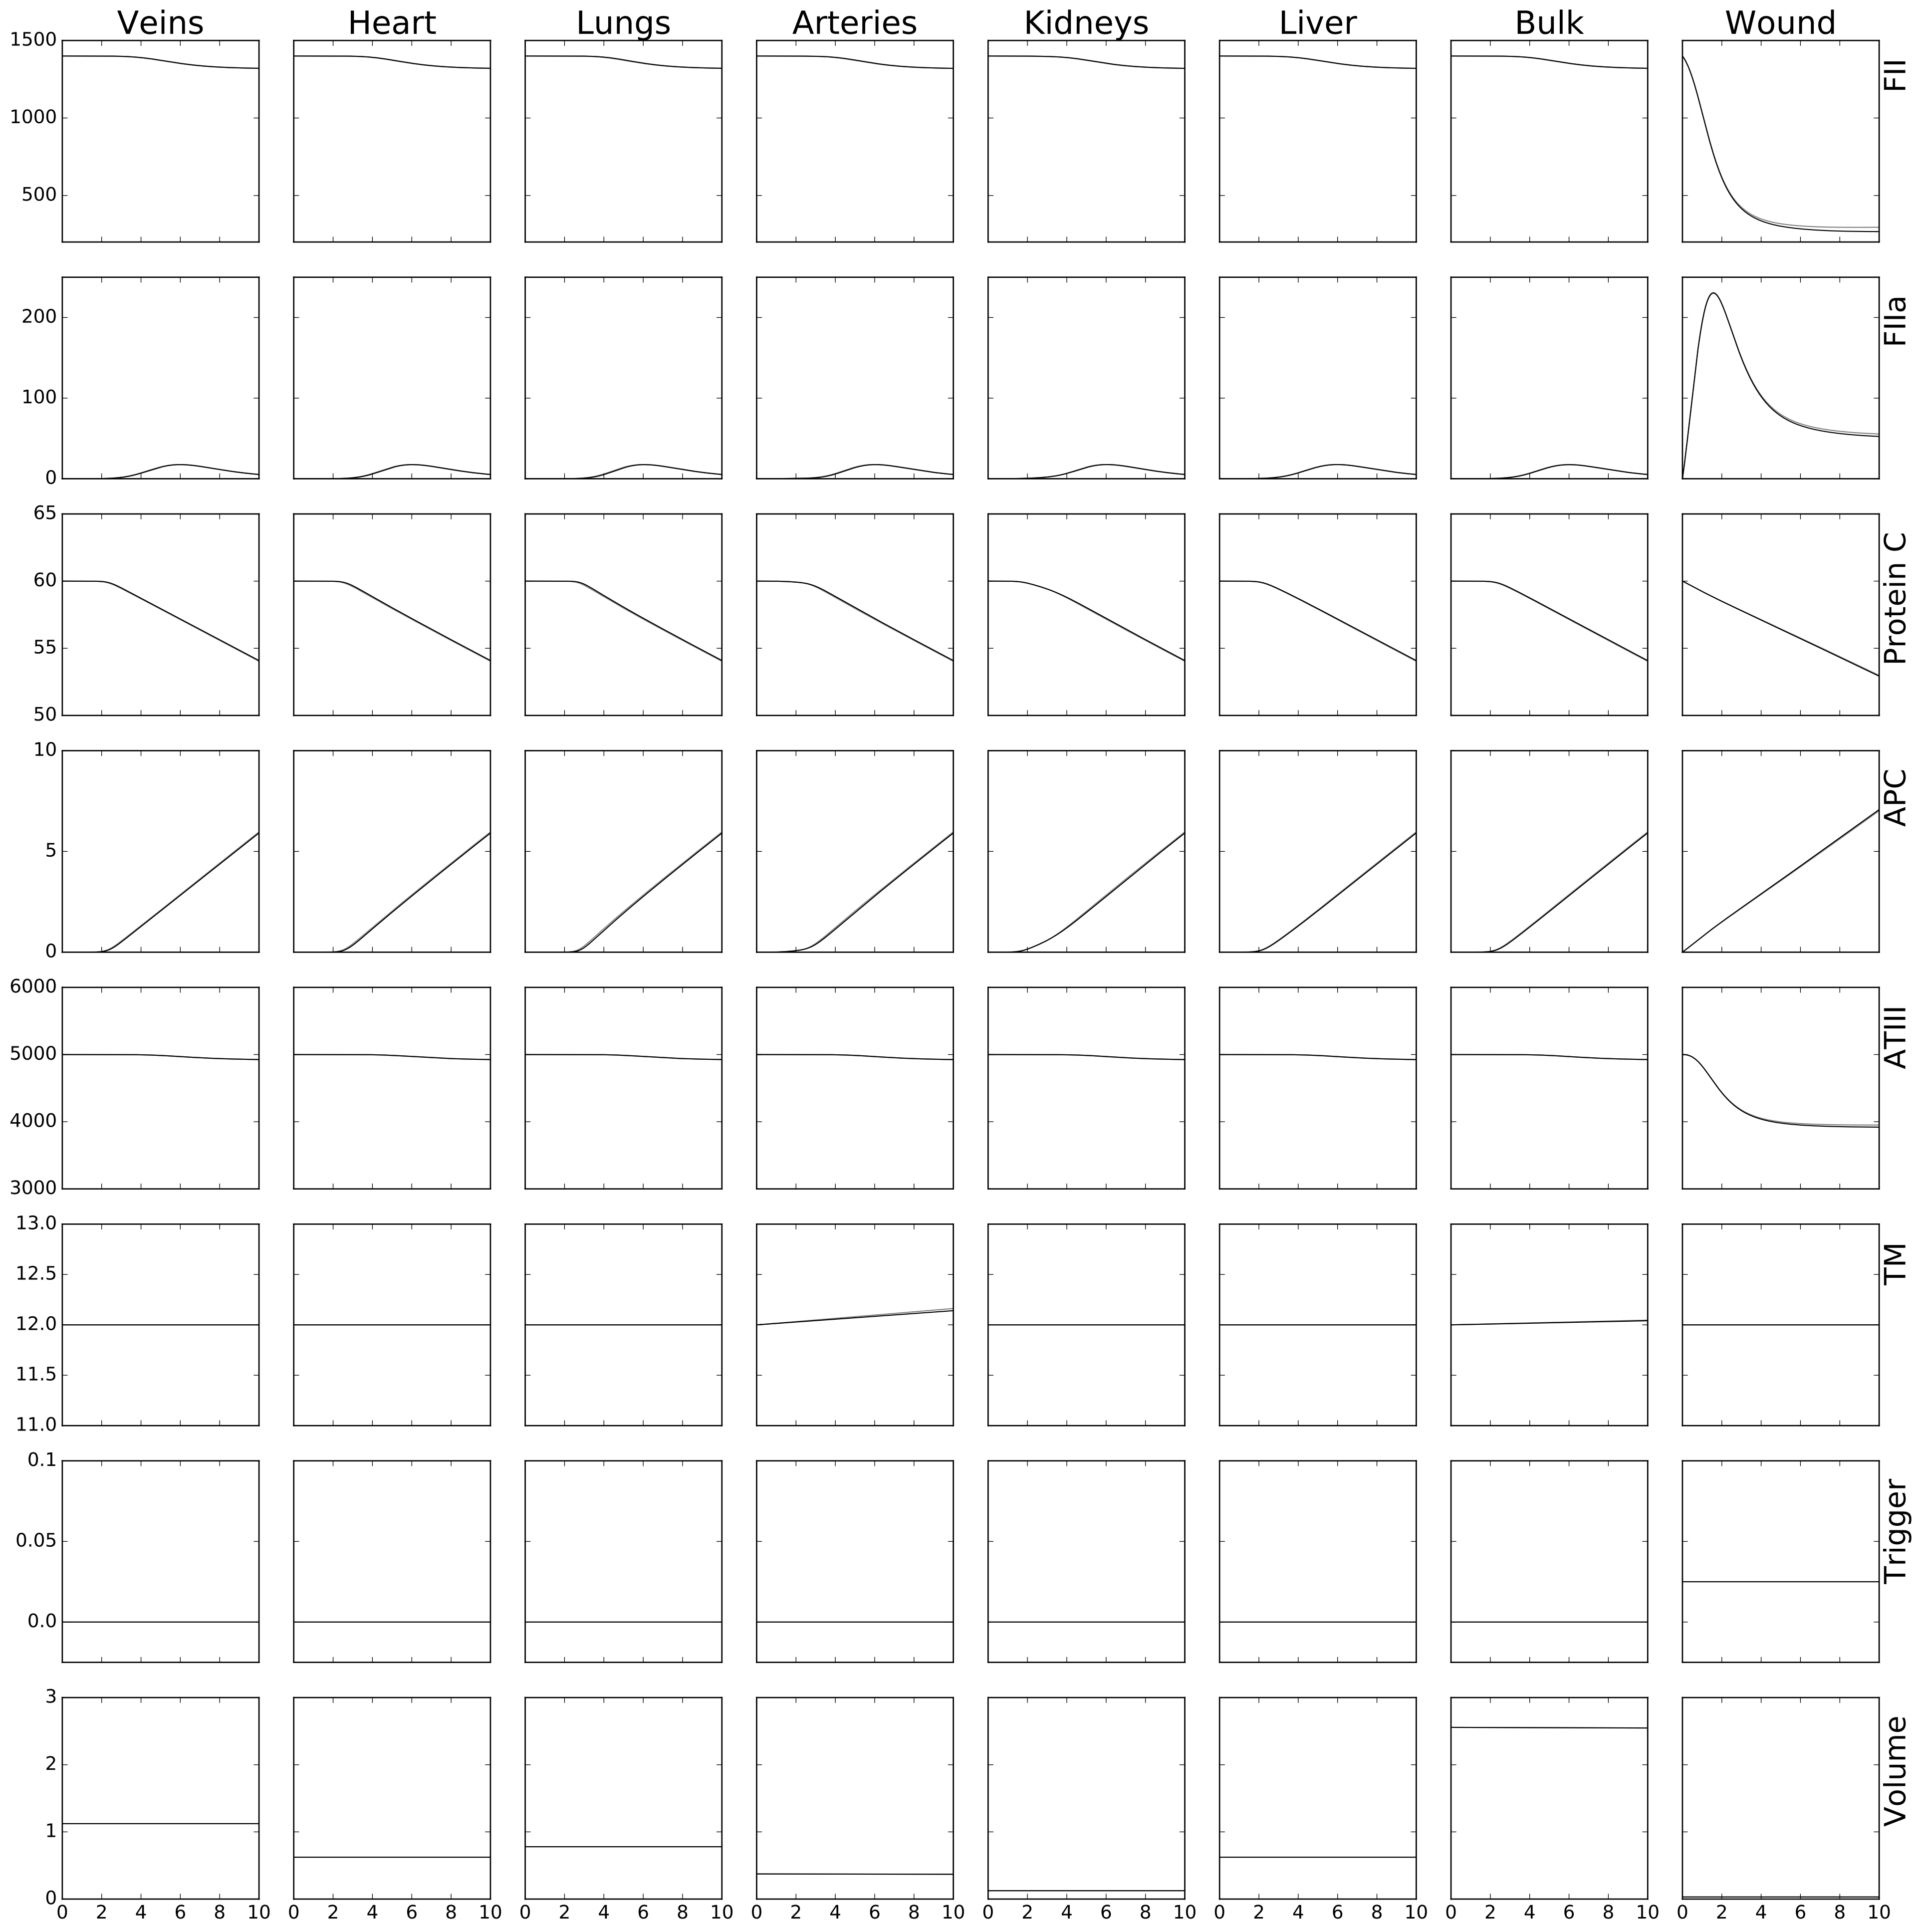 Veins Heart Lungs Arteries Kidneys Liver Bulk Wound
1500
1000
500
FII
200
100
0
FIIa
65
60
55
50
Protein C
10
5
0
APC
6000
5000
4000
3000
ATIII
13.0
12.5
12.0
11.5
11.0
TM
0.1
0.05
0.0
Trigger
3
2
1
0
Volume
0 2 4 6 8 10 0 2 4 6 8 10 0 2 4 6 8 10 0 2 4 6 8 10 0 2 4 6 8 10 0 2 4 6 8 10 0 2 4 6 8 10 0 2 4 6 8 10